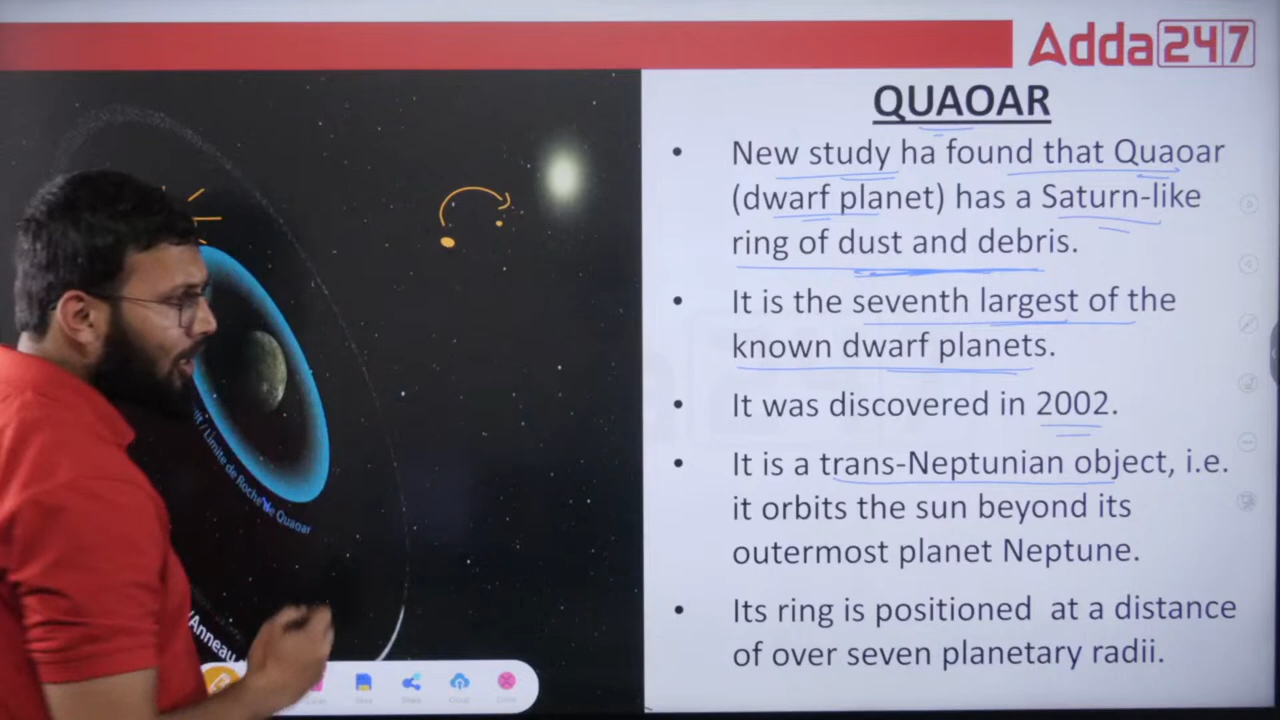 Adda247
QUAOAR
• New study ha found that Quaoar
(dwarf planet) has a Saturn-like
ring of dust and debris.
• It is the seventh largest of the
known dwarf planets.
• It was discovered in 2002.
• It is a trans-Neptunian object, i.e.
it orbits the sun beyond its
outermost planet Neptune.
• Its ring is positioned at a distance
of over seven planetary radii.
/ Limite de Roche de Quaoar
/Anneau
Save
Share
Cloud